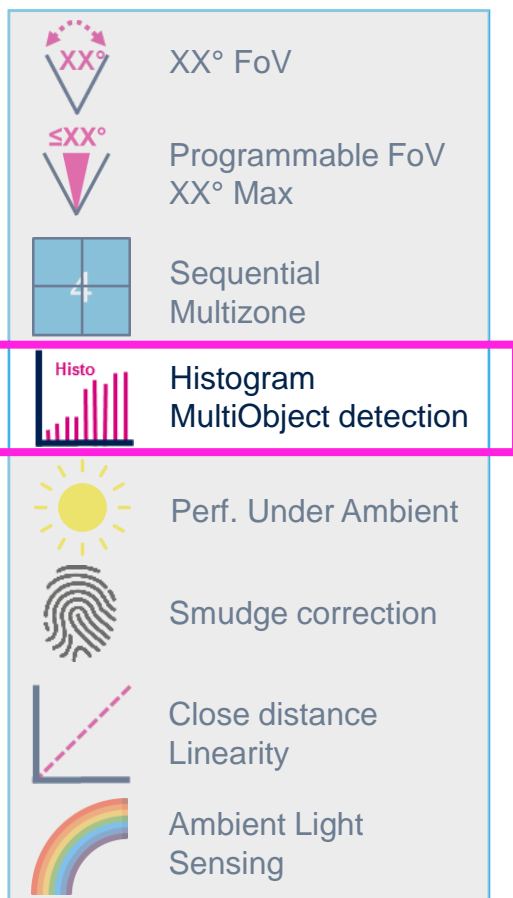 XX°
XX° FoV
≤XX°
Programmable FoV
XX° Max
4
Sequential
Multizone
Histo
Histogram
MultiObject detection
Perf. Under Ambient
Smudge correction
Close distance
Linearity
Ambient Light
Sensing